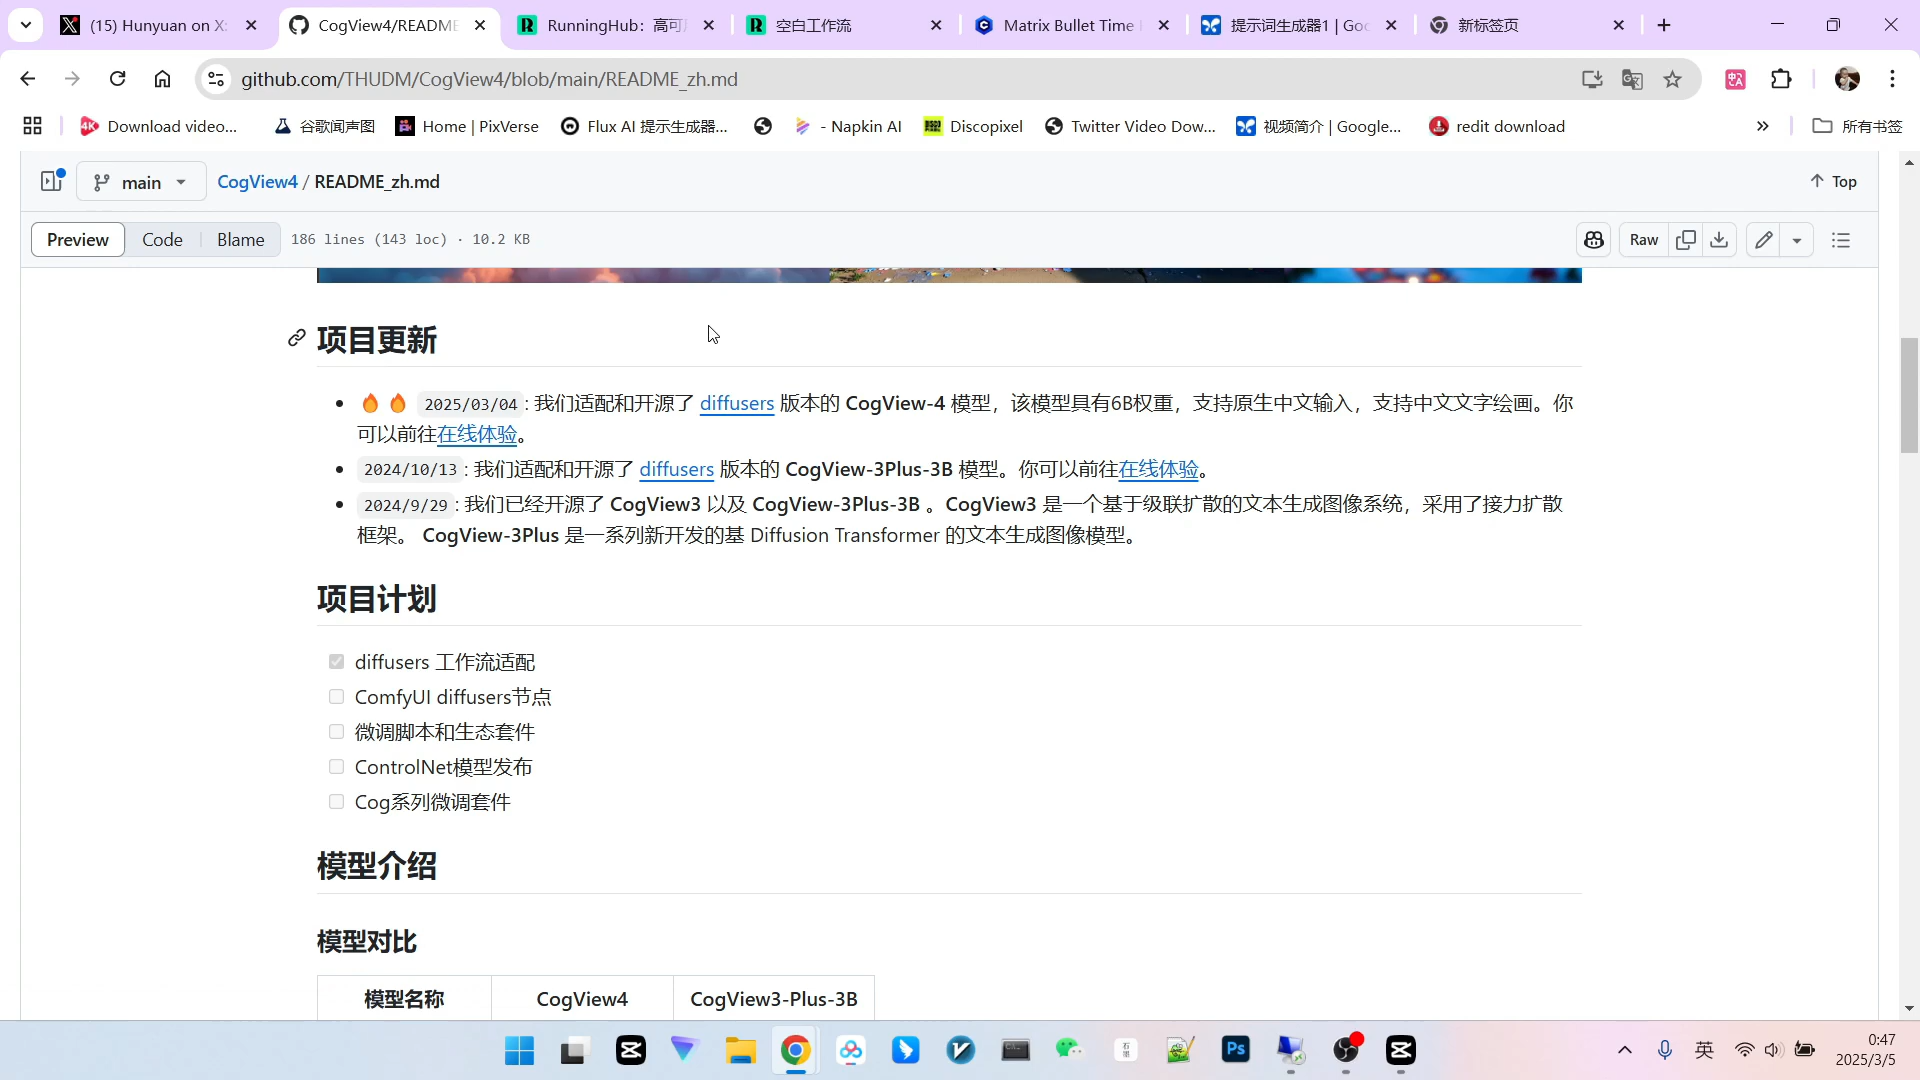 (15) Hunyuan on X:
CogView4/README
RunningHub：高可用
空白工作流
Matrix Bullet Time
提示词生成器1 | Goo
新标签页
github.com/THUDM/CogView4/blob/main/README_zh.md
Download video...
谷歌闻声图
Home | PixVerse
Flux AI 提示生成器...
- Napkin AI
Discopixel
Twitter Video Dow...
视频简介 | Google...
redit download
所有书签
main
CogView4 / README_zh.md
Top
Preview
Code
Blame
186 lines (143 loc) · 10.2 KB
Raw
项目更新
🔥🔥 2025/03/04: 我们适配和开源了 diffusers 版本的 CogView-4 模型，该模型具有6B权重，支持原生中文输入，支持中文文字绘画。你
可以前往在线体验。
2024/10/13: 我们适配和开源了 diffusers 版本的 CogView-3Plus-3B 模型。你可以前往在线体验。
2024/9/29: 我们已经开源了 CogView3 以及 CogView-3Plus-3B 。CogView3 是一个基于级联扩散的文本生成图像系统，采用了接力扩散
框架。 CogView-3Plus 是一系列新开发的基 Diffusion Transformer 的文本生成图像模型。
项目计划
diffusers 工作流适配
ComfyUI diffusers节点
微调脚本和生态套件
ControlNet模型发布
Cog系列微调套件
模型介绍
模型对比
模型名称
CogView4
CogView3-Plus-3B
Ps
英
0:47
2025/3/5